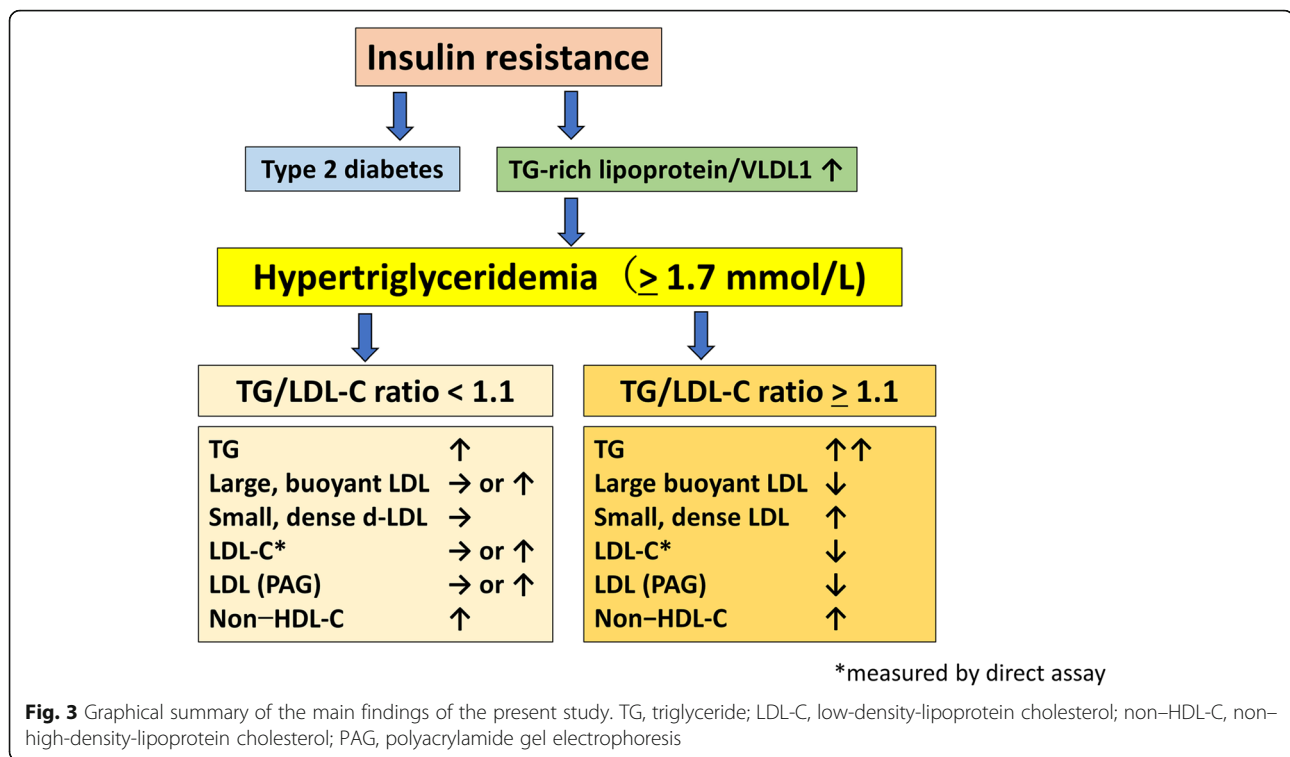 Insulin resistance
Type 2 diabetes
TG-rich lipoprotein/VLDL1 ↑
Hypertriglyceridemia （≥ 1.7 mmol/L)
TG/LDL-C ratio < 1.1
TG ↑
Large, buoyant LDL → or ↑
Small, dense d-LDL →
LDL-C* → or ↑
LDL (PAG) → or ↑
Non−HDL-C ↑
TG/LDL-C ratio ≥ 1.1
TG ↑↑
Large buoyant LDL ↓
Small, dense LDL ↑
LDL-C* ↓
LDL (PAG) ↓
Non−HDL-C ↑
*measured by direct assay
Fig. 3 Graphical summary of the main findings of the present study. TG, triglyceride; LDL-C, low-density-lipoprotein cholesterol; non–HDL-C, non–
high-density-lipoprotein cholesterol; PAG, polyacrylamide gel electrophoresis